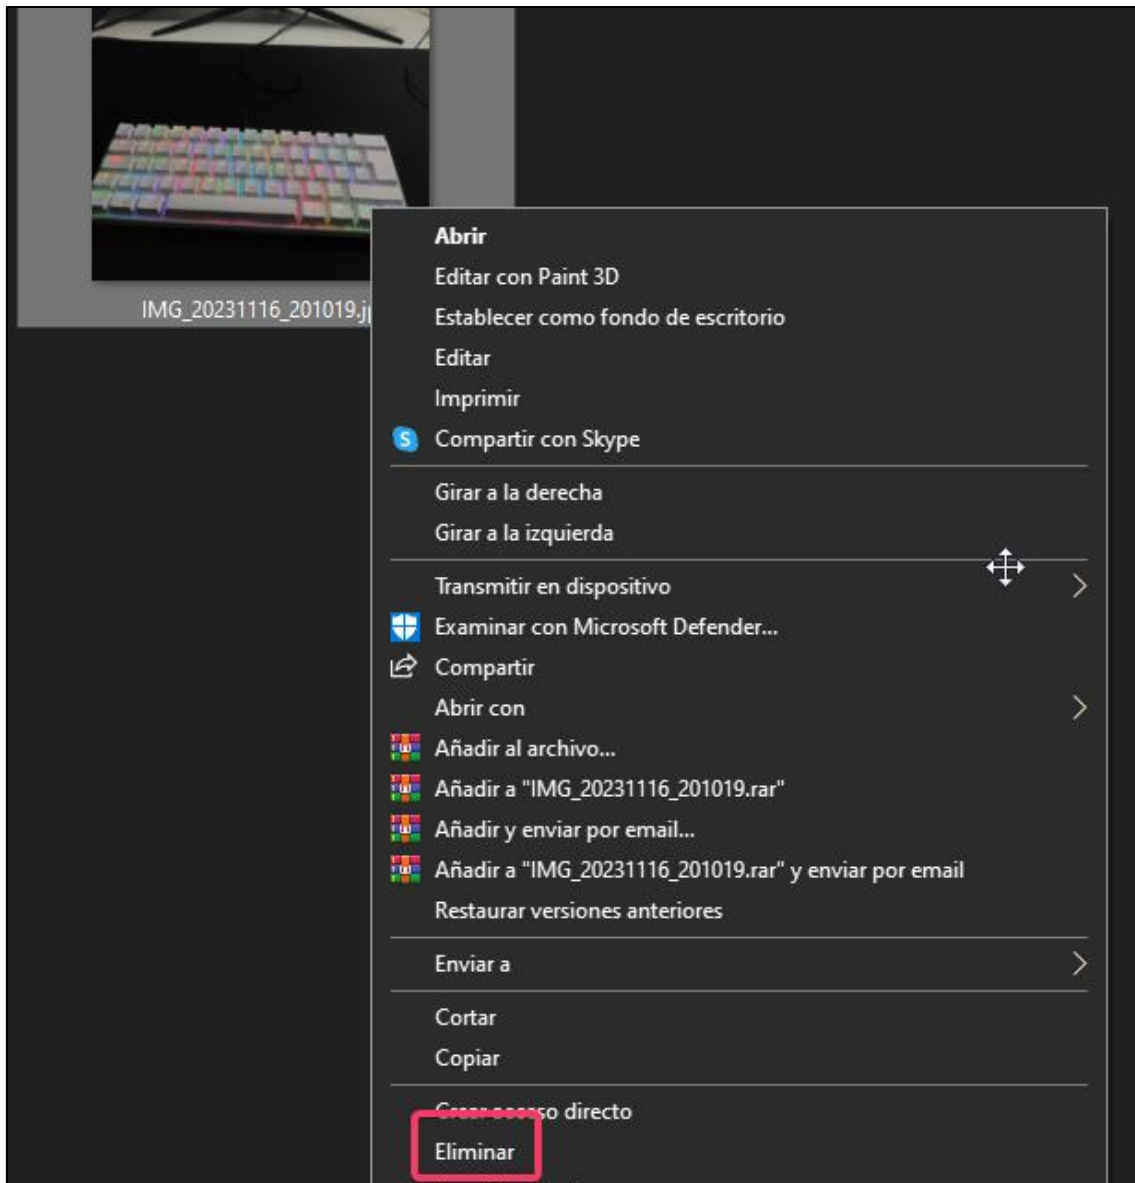 IMG_20231116_201019.j
Abrir
Editar con Paint 3D
Establecer como fondo de escritorio
Editar
Imprimir
Compartir con Skype
Girar a la derecha
Girar a la izquierda
Transmitir en dispositivo
Examinar con Microsoft Defender...
Compartir
Abrir con
Añadir al archivo...
Añadir a "IMG_20231116_201019.rar"
Añadir y enviar por email...
Añadir a "IMG_20231116_201019.rar" y enviar por email
Restaurar versiones anteriores
Enviar a
Cortar
Copiar
Crear acceso directo
Eliminar